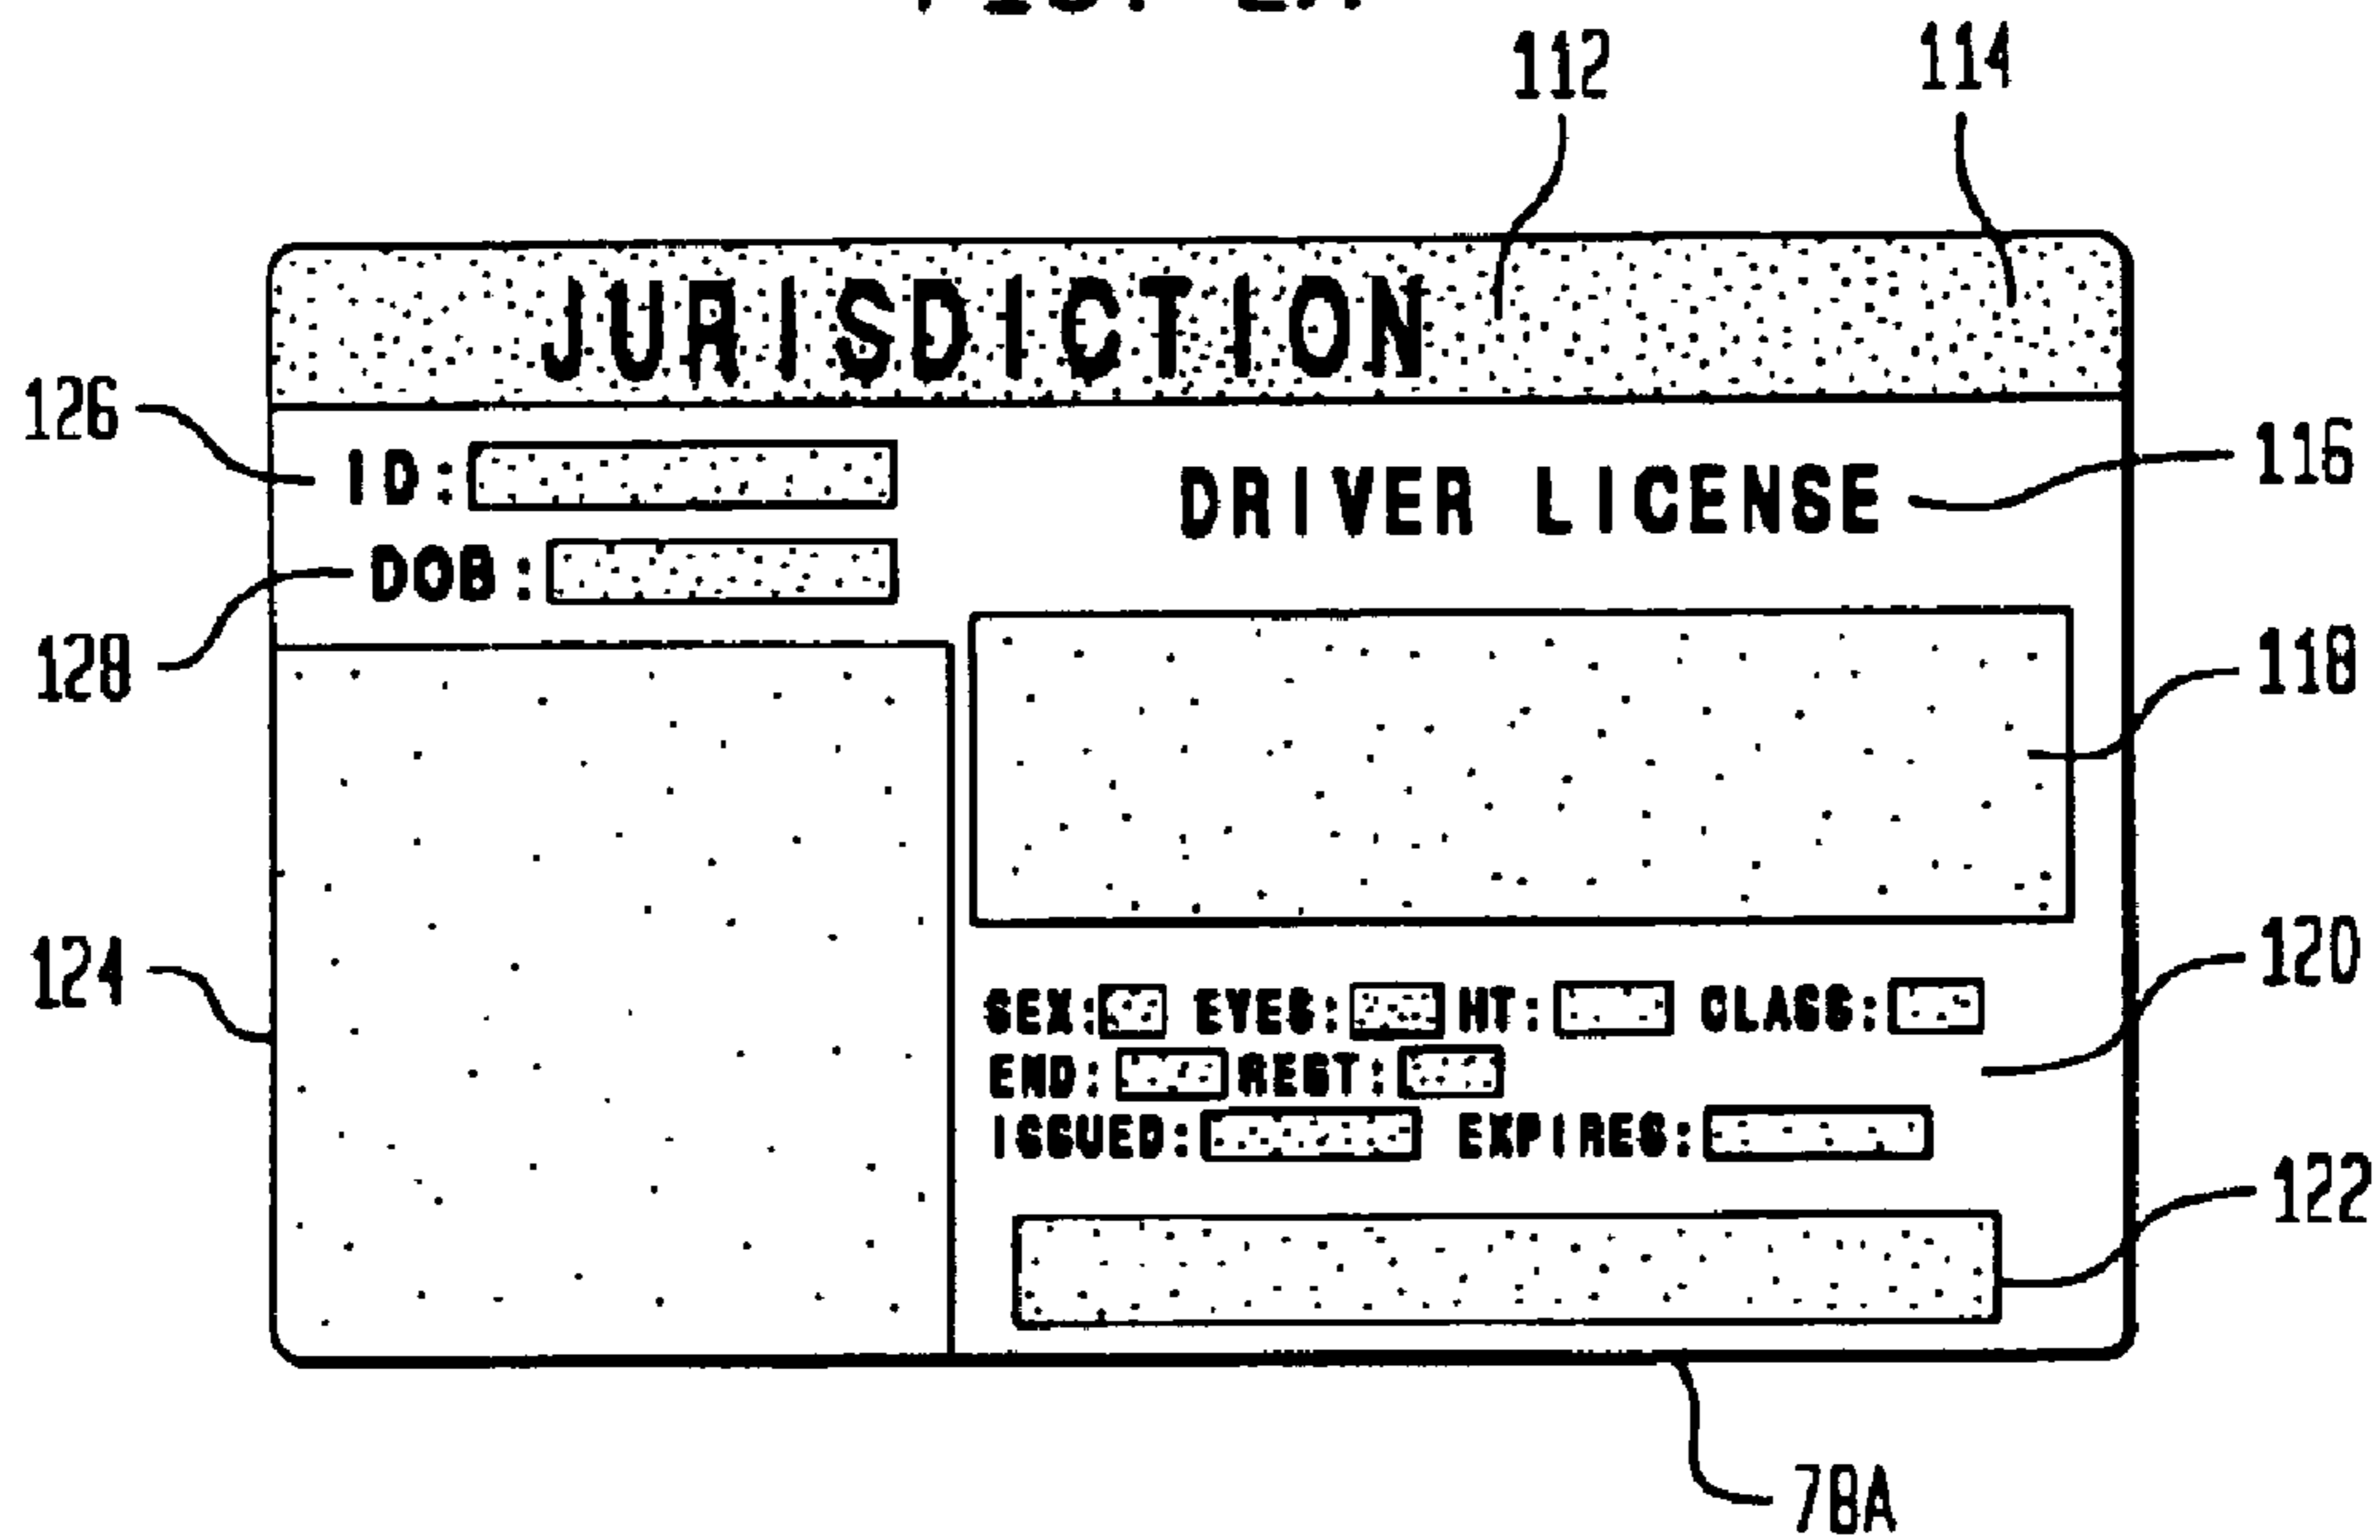 112 114
JURISDICTION
126 ID: DRIVER LICENSE 116
128 DOB:
118
124
120
SEX: EYES: HT: CLASS:
END: REST:
ISSUED: EXPIRES:
122
78A